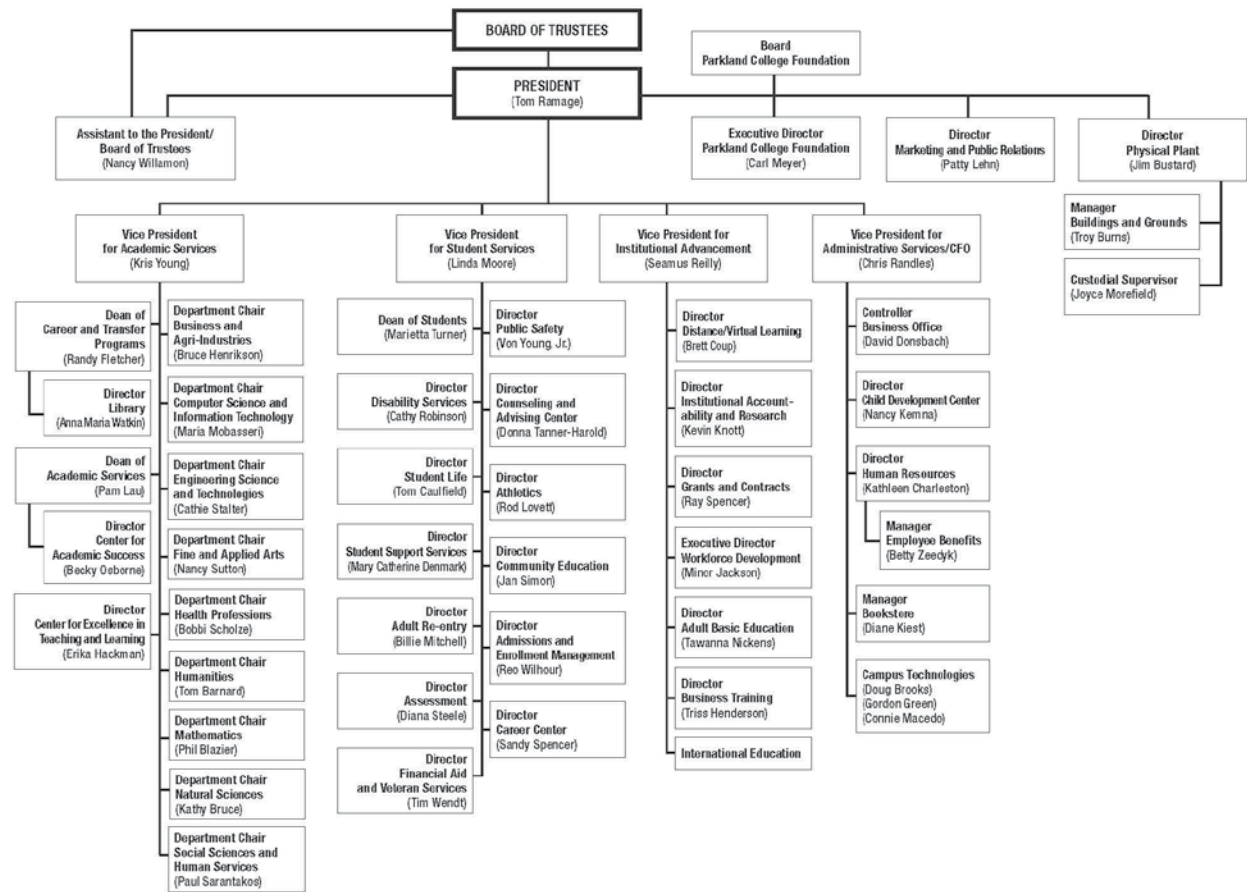 BOARD OF TRUSTEES
Board
Parkland College Foundation
PRESIDENT
(Tom Ramage)
Assistant to the President/
Board of Trustees
(Nancy Willamon)
Executive Director
Parkland College Foundation
(Carl Meyer)
Director
Marketing and Public Relations
(Patty Lehn)
Director
Physical Plant
(Jim Bustard)
Manager
Buildings and Grounds
(Troy Burns)
Custodial Supervisor
(Joyce Morefield)
Vice President
for Academic Services
(Kris Young)
Vice President
for Student Services
(Linda Moore)
Vice President for
Institutional Advancement
(Seamus Reilly)
Vice President for
Administrative Services/CFO
(Chris Randles)
Dean of
Career and Transfer
Programs
(Randy Fletcher)
Director
Library
(AnnaMaria Watkin)
Dean of
Academic Services
(Pam Lau)
Director
Center for
Academic Success
(Becky Osborne)
Director
Center for Excellence in
Teaching and Learning
(Erika Hackman)
Department Chair
Business and
Agri-Industries
(Bruce Henrikson)
Department Chair
Computer Science and
Information Technology
(Maria Mobasseri)
Department Chair
Engineering Science
and Technologies
(Cathie Stalter)
Department Chair
Fine and Applied Arts
(Nancy Sutton)
Department Chair
Health Professions
(Bobbi Scholze)
Department Chair
Humanities
(Tom Barnard)
Department Chair
Mathematics
(Phil Blazier)
Department Chair
Natural Sciences
(Kathy Bruce)
Department Chair
Social Sciences and
Human Services
(Paul Sarantakos)
Dean of Students
(Marietta Turner)
Director
Disability Services
(Cathy Robinson)
Director
Student Life
(Tom Caulfield)
Director
Student Support Services
(Mary Catherine Denmark)
Director
Adult Re-entry
(Billie Mitchell)
Director
Assessment
(Diana Steele)
Director
Financial Aid
and Veteran Services
(Tim Wendt)
Director
Public Safety
(Von Young, Jr.)
Director
Counseling and
Advising Center
(Donna Tanner-Harold)
Director
Athletics
(Rod Lovett)
Director
Community Education
(Jan Simon)
Director
Admissions and
Enrollment Management
(Reo Wilhour)
Director
Career Center
(Sandy Spencer)
Director
Distance/Virtual Learning
(Brett Coup)
Director
Institutional Account-
ability and Research
(Kevin Knott)
Director
Grants and Contracts
(Ray Spencer)
Executive Director
Workforce Development
(Minor Jackson)
Director
Adult Basic Education
(Tawanna Nickens)
Director
Business Training
(Triss Henderson)
International Education
Controller
Business Office
(David Donsbach)
Director
Child Development Center
(Nancy Kemna)
Director
Human Resources
(Kathleen Charleston)
Manager
Employee Benefits
(Betty Zeedyk)
Manager
Bookstore
(Diane Kiest)
Campus Technologies
(Doug Brooks)
(Gordon Green)
(Connie Macedo)